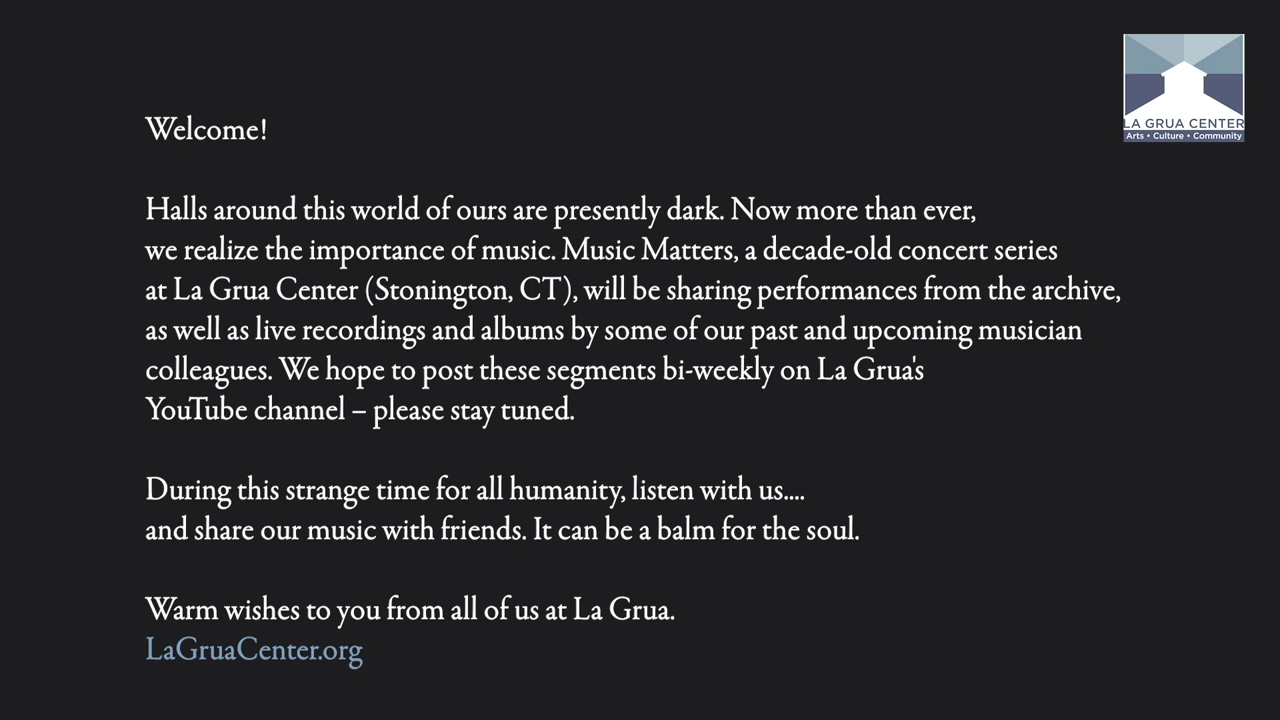 LA GRUA CENTER
Arts • Culture • Community
Welcome!
Halls around this world of ours are presently dark. Now more than ever,
we realize the importance of music. Music Matters, a decade-old concert series
at La Grua Center (Stonington, CT), will be sharing performances from the archive,
as well as live recordings and albums by some of our past and upcoming musician
colleagues. We hope to post these segments bi-weekly on La Grua's
YouTube channel – please stay tuned.
During this strange time for all humanity, listen with us....
and share our music with friends. It can be a balm for the soul.
Warm wishes to you from all of us at La Grua.
LaGruaCenter.org